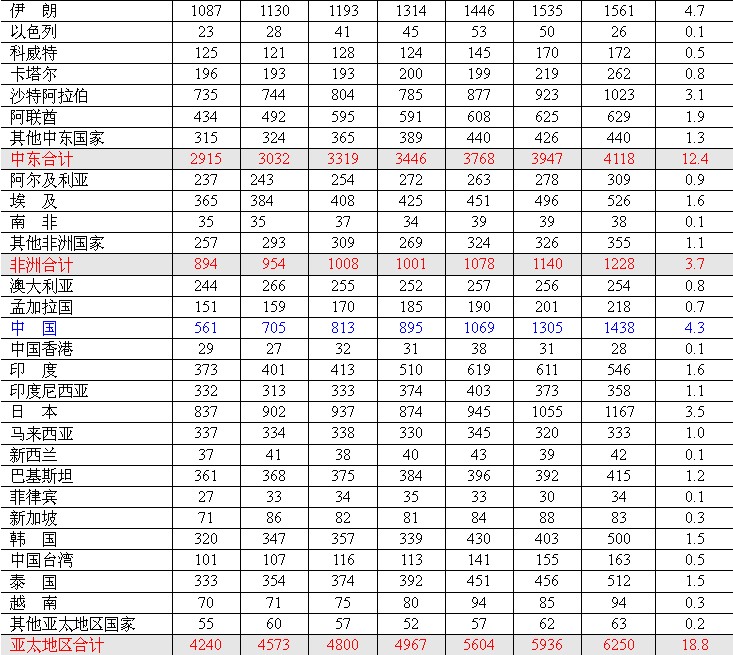 伊 朗 1087 1130 1193 1314 1446 1535 1561 4.7
以色列 23 28 41 45 53 50 26 0.1
科威特 125 121 128 124 145 170 172 0.5
卡塔尔 196 193 193 200 199 219 262 0.8
沙特阿拉伯 735 744 804 785 877 923 1023 3.1
阿联酋 434 492 595 591 608 625 629 1.9
其他中东国家 315 324 365 389 440 426 440 1.3
中东合计 2915 3032 3319 3446 3768 3947 4118 12.4
阿尔及利亚 237 243 254 272 263 278 309 0.9
埃 及 365 384 408 425 451 496 526 1.6
南 非 35 35 37 34 39 39 38 0.1
其他非洲国家 257 293 309 269 324 326 355 1.1
非洲合计 894 954 1008 1001 1078 1140 1228 3.7
澳大利亚 244 266 255 252 257 256 254 0.8
孟加拉国 151 159 170 185 190 201 218 0.7
中 国 561 705 813 895 1069 1305 1438 4.3
中国香港 29 27 32 31 38 31 28 0.1
印 度 373 401 413 510 619 611 546 1.6
印度尼西亚 332 313 333 374 403 373 358 1.1
日 本 837 902 937 874 945 1055 1167 3.5
马来西亚 337 334 338 330 345 320 333 1.0
新西兰 37 41 38 40 43 39 42 0.1
巴基斯坦 361 368 375 384 396 392 415 1.2
菲律宾 27 33 34 35 33 30 34 0.1
新加坡 71 86 82 81 84 88 83 0.3
韩 国 320 347 357 339 430 403 500 1.5
中国台湾 101 107 116 113 141 155 163 0.5
泰 国 333 354 374 392 451 456 512 1.5
越 南 70 71 75 80 94 85 94 0.3
其他亚太地区国家 55 60 57 52 57 62 63 0.2
亚太地区合计 4240 4573 4800 4967 5604 5936 6250 18.8